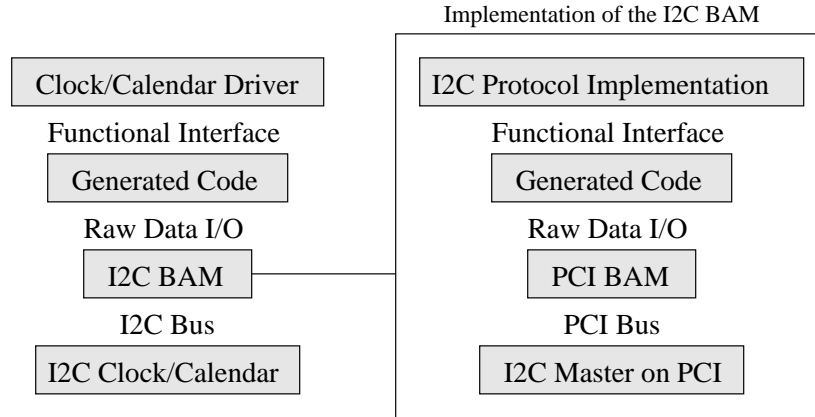 Implementation of the I2C BAM
Clock/Calendar Driver
Functional Interface
Generated Code
Raw Data I/O
I2C BAM
I2C Bus
I2C Clock/Calendar
I2C Protocol Implementation
Functional Interface
Generated Code
Raw Data I/O
PCI BAM
PCI Bus
I2C Master on PCI